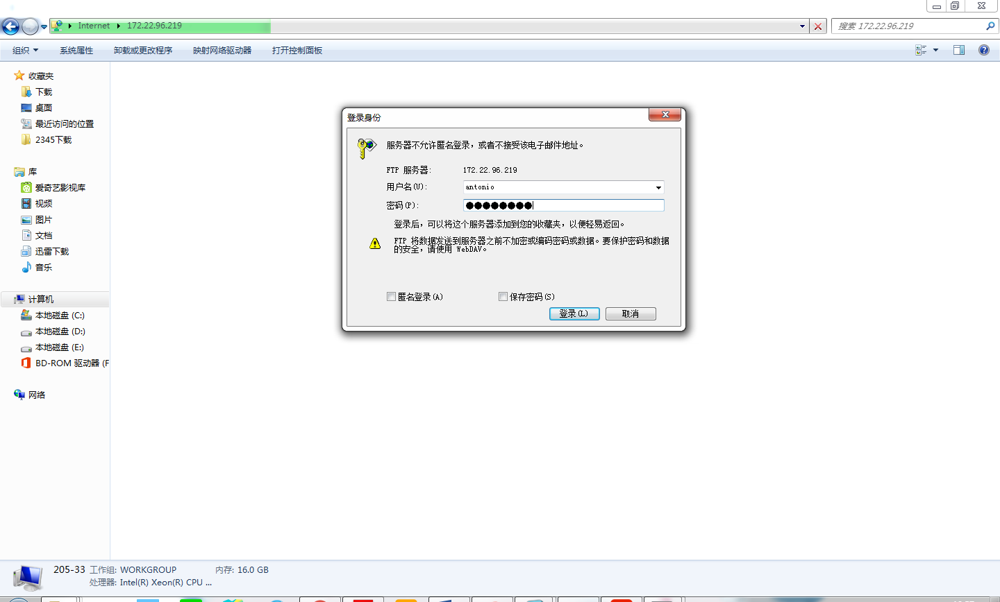 Internet 172.22.96.219
搜索 172.22.96.219
组织 系统属性 卸载或更改程序 映射网络驱动器 打开控制面板
收藏夹
下载
桌面
最近访问的位置
2345下载
库
爱奇艺影视库
视频
图片
文档
迅雷下载
音乐
计算机
本地磁盘 (C:)
本地磁盘 (D:)
本地磁盘 (E:)
BD-ROM 驱动器 (F
网络
登录身份
服务器不允许匿名登录，或者不接受该电子邮件地址。
FTP 服务器: 172.22.96.219
用户名(U): antonio
密码(P): ●●●●●●●●
登录后，可以将这个服务器添加到您的收藏夹，以便轻易返回。
FTP 将数据发送到服务器之前不加密或编码密码或数据。要保护密码和数据
的安全，请使用 WebDAV。
匿名登录(A) 保存密码(S)
登录(L) 取消
205-33 工作组: WORKGROUP 内存: 16.0 GB
处理器: Intel(R) Xeon(R) CPU ...